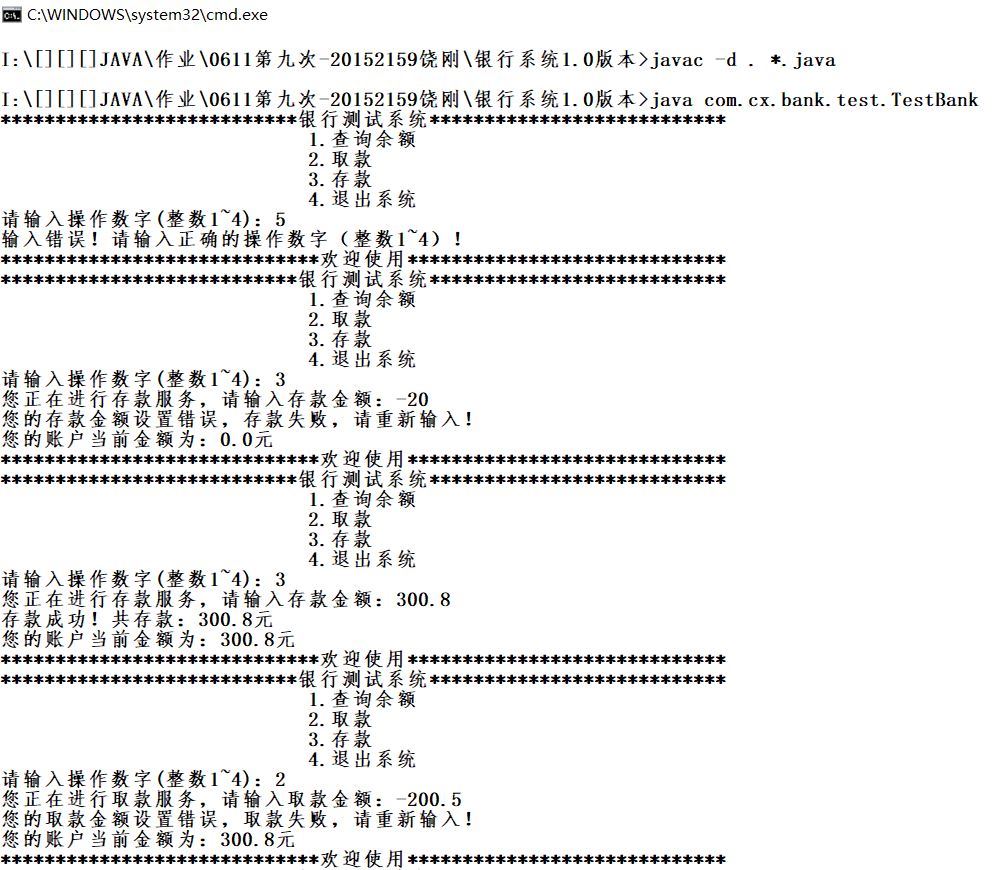 C:\WINDOWS\system32\cmd.exe
I:\[][][]JAVA\作业\0611第九次-20152159饶刚\银行系统1.0版本>javac -d . *.java
I:\[][][]JAVA\作业\0611第九次-20152159饶刚\银行系统1.0版本>java com.cx.bank.test.TestBank
***************************银行测试系统***************************
1.查询余额
2.取款
3.存款
4.退出系统
请输入操作数字(整数1~4): 5
输入错误! 请输入正确的操作数字（整数1~4）!
*****************************欢迎使用*****************************
***************************银行测试系统***************************
1.查询余额
2.取款
3.存款
4.退出系统
请输入操作数字(整数1~4): 3
您正在进行存款服务, 请输入存款金额: -20
您的存款金额设置错误, 存款失败, 请重新输入!
您的账户当前金额为: 0.0元
*****************************欢迎使用*****************************
***************************银行测试系统***************************
1.查询余额
2.取款
3.存款
4.退出系统
请输入操作数字(整数1~4): 3
您正在进行存款服务, 请输入存款金额: 300.8
存款成功! 共存款: 300.8元
您的账户当前金额为: 300.8元
*****************************欢迎使用*****************************
***************************银行测试系统***************************
1.查询余额
2.取款
3.存款
4.退出系统
请输入操作数字(整数1~4): 2
您正在进行取款服务, 请输入取款金额: -200.5
您的取款金额设置错误, 取款失败, 请重新输入!
您的账户当前金额为: 300.8元
*****************************欢迎使用*****************************